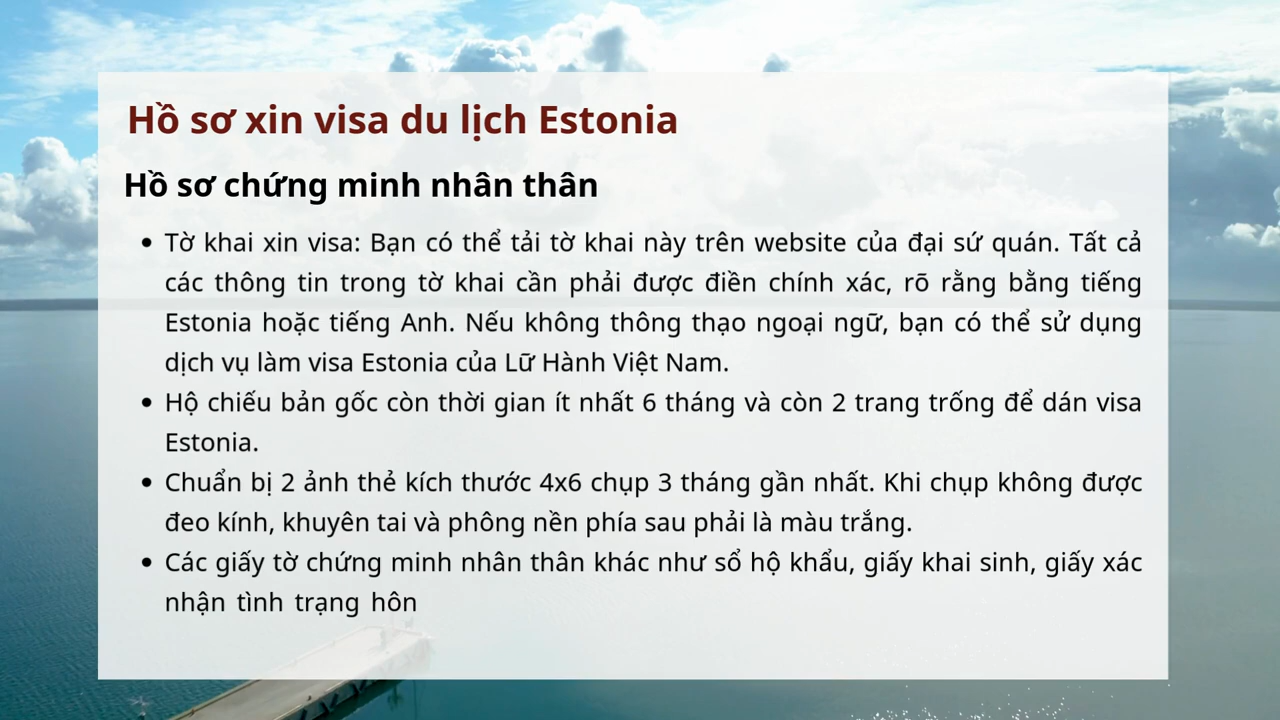 Hồ sơ xin visa du lịch Estonia
Hồ sơ chứng minh nhân thân
• Tờ khai xin visa: Bạn có thể tải tờ khai này trên website của đại sứ quán. Tất cả
các thông tin trong tờ khai cần phải được điền chính xác, rõ rằng bằng tiếng
Estonia hoặc tiếng Anh. Nếu không thông thạo ngoại ngữ, bạn có thể sử dụng
dịch vụ làm visa Estonia của Lữ Hành Việt Nam.
• Hộ chiếu bản gốc còn thời gian ít nhất 6 tháng và còn 2 trang trống để dán visa
Estonia.
• Chuẩn bị 2 ảnh thẻ kích thước 4x6 chụp 3 tháng gần nhất. Khi chụp không được
đeo kính, khuyên tai và phông nền phía sau phải là màu trắng.
• Các giấy tờ chứng minh nhân thân khác như sổ hộ khẩu, giấy khai sinh, giấy xác
nhận tình trạng hôn